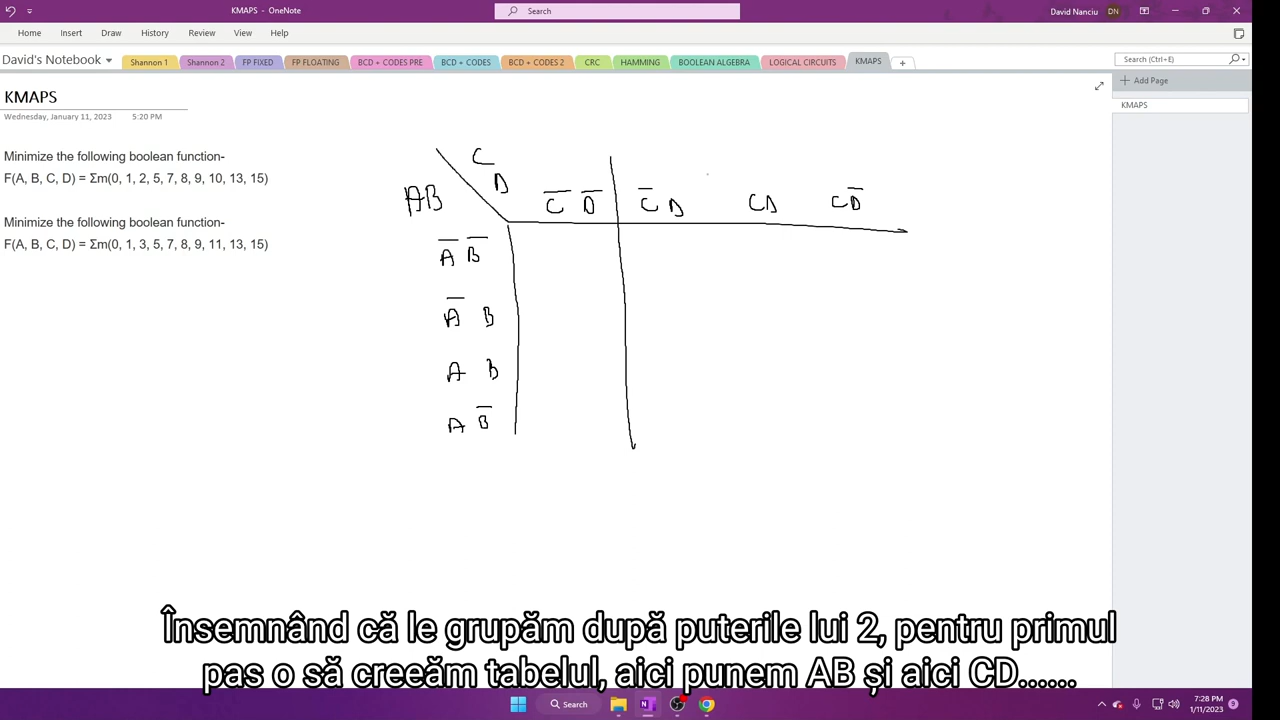 KMAPS - OneNote
Search
David Nanciu
DN
Home Insert Draw History Review View Help
David's Notebook
Shannon 1 Shannon 2 FP FIXED FP FLOATING BCD + CODES PRE BCD + CODES BCD + CODES 2 CRC HAMMING BOOLEAN ALGEBRA LOGICAL CIRCUITS KMAPS
Search (Ctrl+E)
Add Page
KMAPS
KMAPS
Wednesday, January 11, 2023 5:20 PM
Minimize the following boolean function-
F(A, B, C, D) = Σm(0, 1, 2, 5, 7, 8, 9, 10, 13, 15)
Minimize the following boolean function-
F(A, B, C, D) = Σm(0, 1, 3, 5, 7, 8, 9, 11, 13, 15)
C
D
AB
C̅ D̅ C̅ D CD CD̅
A̅ B̅
A̅ B
A B
A B̅
Însemnând că le grupăm după puterile lui 2, pentru primul
pas o să creeăm tabelul, aici punem AB și aici CD......
Search
7:28 PM
1/11/2023
3